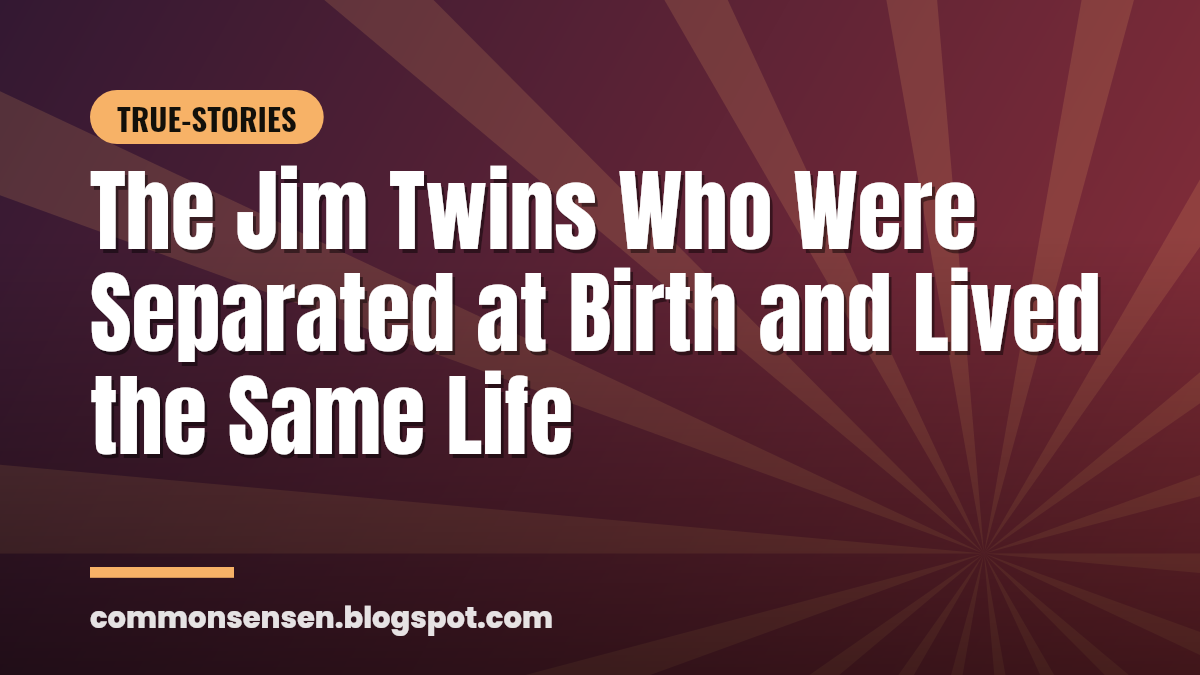 TRUE-STORIES
The Jim Twins Who Were
Separated at Birth and Lived
the Same Life
commonsensen.blogspot.com